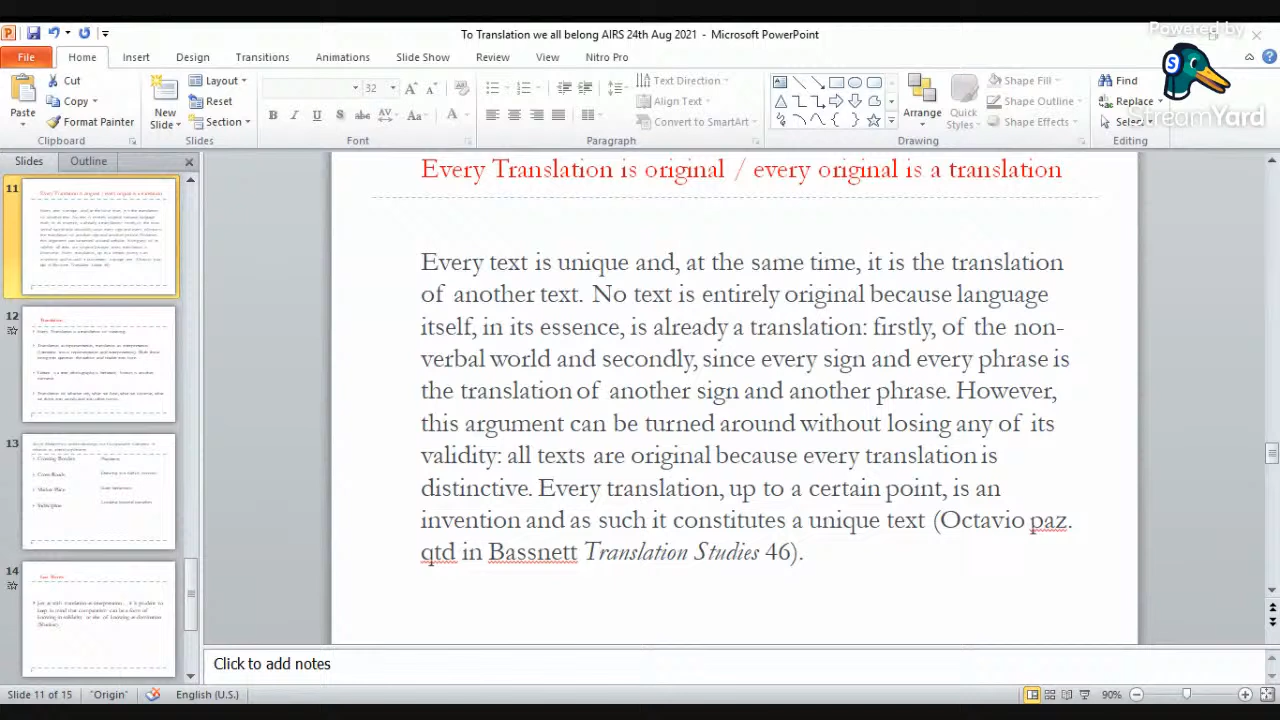 Powered by
StreamYard
To Translation we all belong AIRS 24th Aug 2021 - Microsoft PowerPoint
File Home Insert Design Transitions Animations Slide Show Review View Nitro Pro
Paste
Cut
Copy
Format Painter
Clipboard
New
Slide
Layout
Reset
Section
Slides
32
Font
Text Direction
Align Text
Convert to SmartArt
Paragraph
Arrange
Quick
Styles
Shape Fill
Shape Outline
Shape Effects
Drawing
Find
Replace
Select
Editing
Slides Outline
11
12
13
14
Every Translation is original / every original is a translation
Every text is unique and, at the same time, it is the translation
of another text. No text is entirely original because language
itself, in its essence, is already a translation: firstly, of the non-
verbal world and secondly, since every sign and every phrase is
the translation of another sign and another phrase. However,
this argument can be turned around without losing any of its
validity: all texts are original because every translation is
distinctive. Every translation, up to a certain point, is an
invention and as such it constitutes a unique text (Octavio paz.
qtd in Bassnett Translation Studies 46).
Click to add notes
Slide 11 of 15 "Origin" English (U.S.) 90%